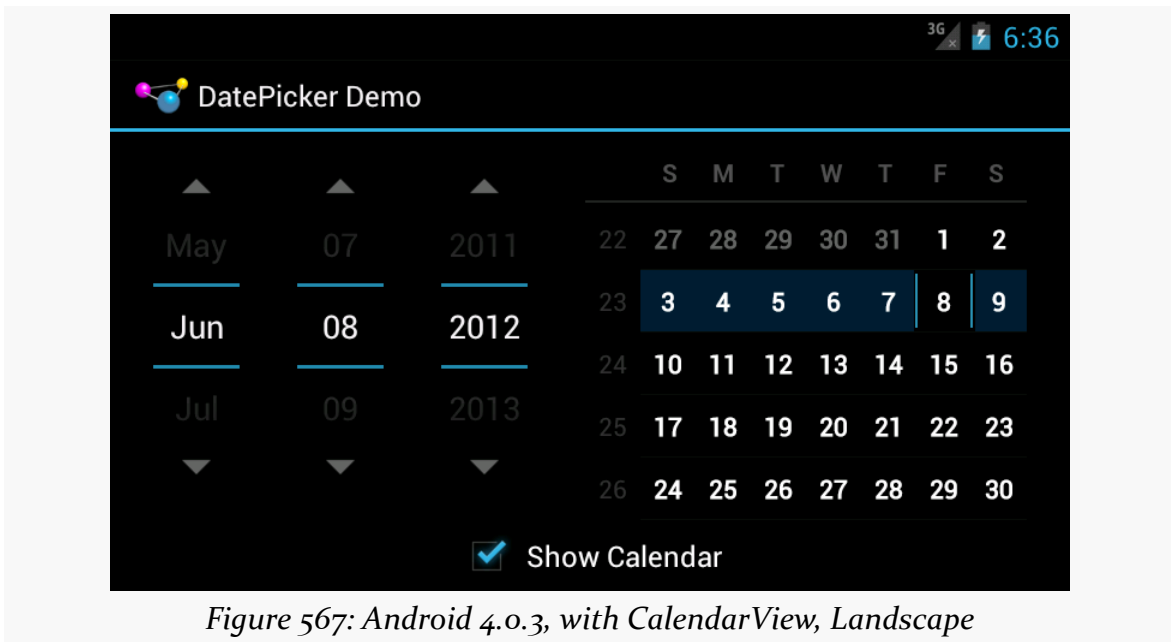 3G 6:36
DatePicker Demo
S M T W T F S
May 07 2011 22 27 28 29 30 31 1 2
23 3 4 5 6 7 8 9
Jun 08 2012
24 10 11 12 13 14 15 16
Jul 09 2013
25 17 18 19 20 21 22 23
26 24 25 26 27 28 29 30
Show Calendar
Figure 567: Android 4.0.3, with CalendarView, Landscape